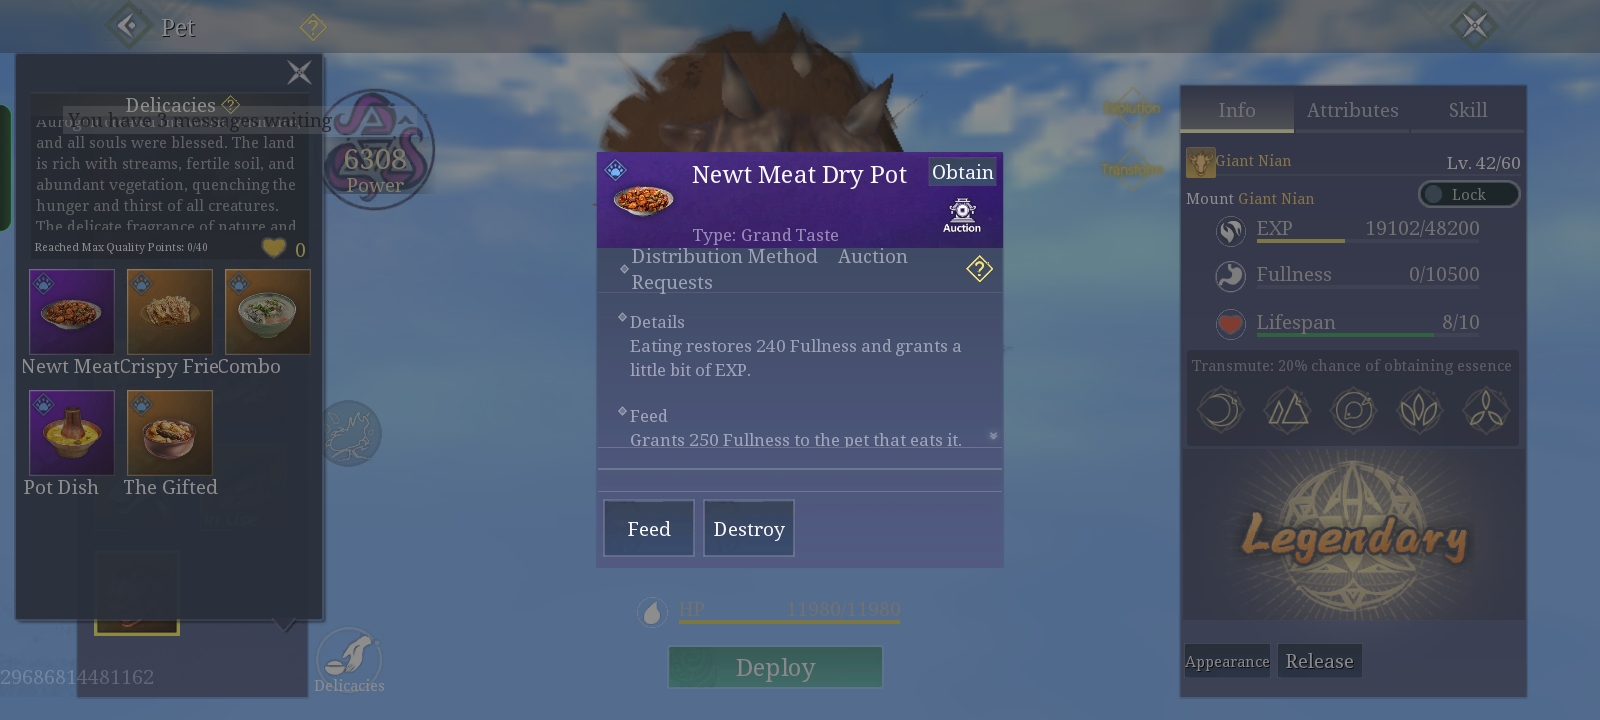 Pet
Delicacies
You have 3 messages waiting
and all souls were blessed. The land
is rich with streams, fertile soil, and
abundant vegetation, quenching the
hunger and thirst of all creatures.
The delicate fragrance of nature and
Reached Max Quality Points: 0/40
0
Newt Meat
Crispy Frie
Combo
Pot Dish
The Gifted
29686814481162
6308
Power
Delicacies
Newt Meat Dry Pot
Obtain
Auction
Type: Grand Taste
Distribution Method Auction
Requests
Details
Eating restores 240 Fullness and grants a
little bit of EXP.
Feed
Grants 250 Fullness to the pet that eats it.
Feed
Destroy
HP 11980/11980
Deploy
Info
Attributes
Skill
Giant Nian
Lv. 42/60
Mount Giant Nian
Lock
EXP 19102/48200
Fullness 0/10500
Lifespan 8/10
Transmute: 20% chance of obtaining essence
Legendary
Appearance
Release